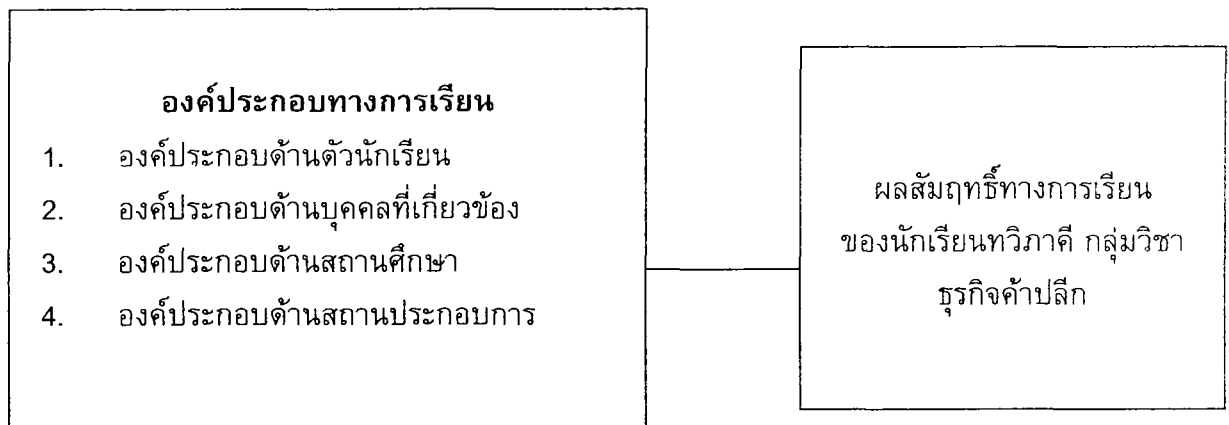 องค์ประกอบทางการเรียน
1. องค์ประกอบด้านตัวนักเรียน
2. องค์ประกอบด้านบุคคลที่เกี่ยวข้อง
3. องค์ประกอบด้านสถานศึกษา
4. องค์ประกอบด้านสถานประกอบการ
ผลสัมฤทธิ์ทางการเรียน
ของนักเรียนทวิภาคี กลุ่มวิชา
ธุรกิจค้าปลีก